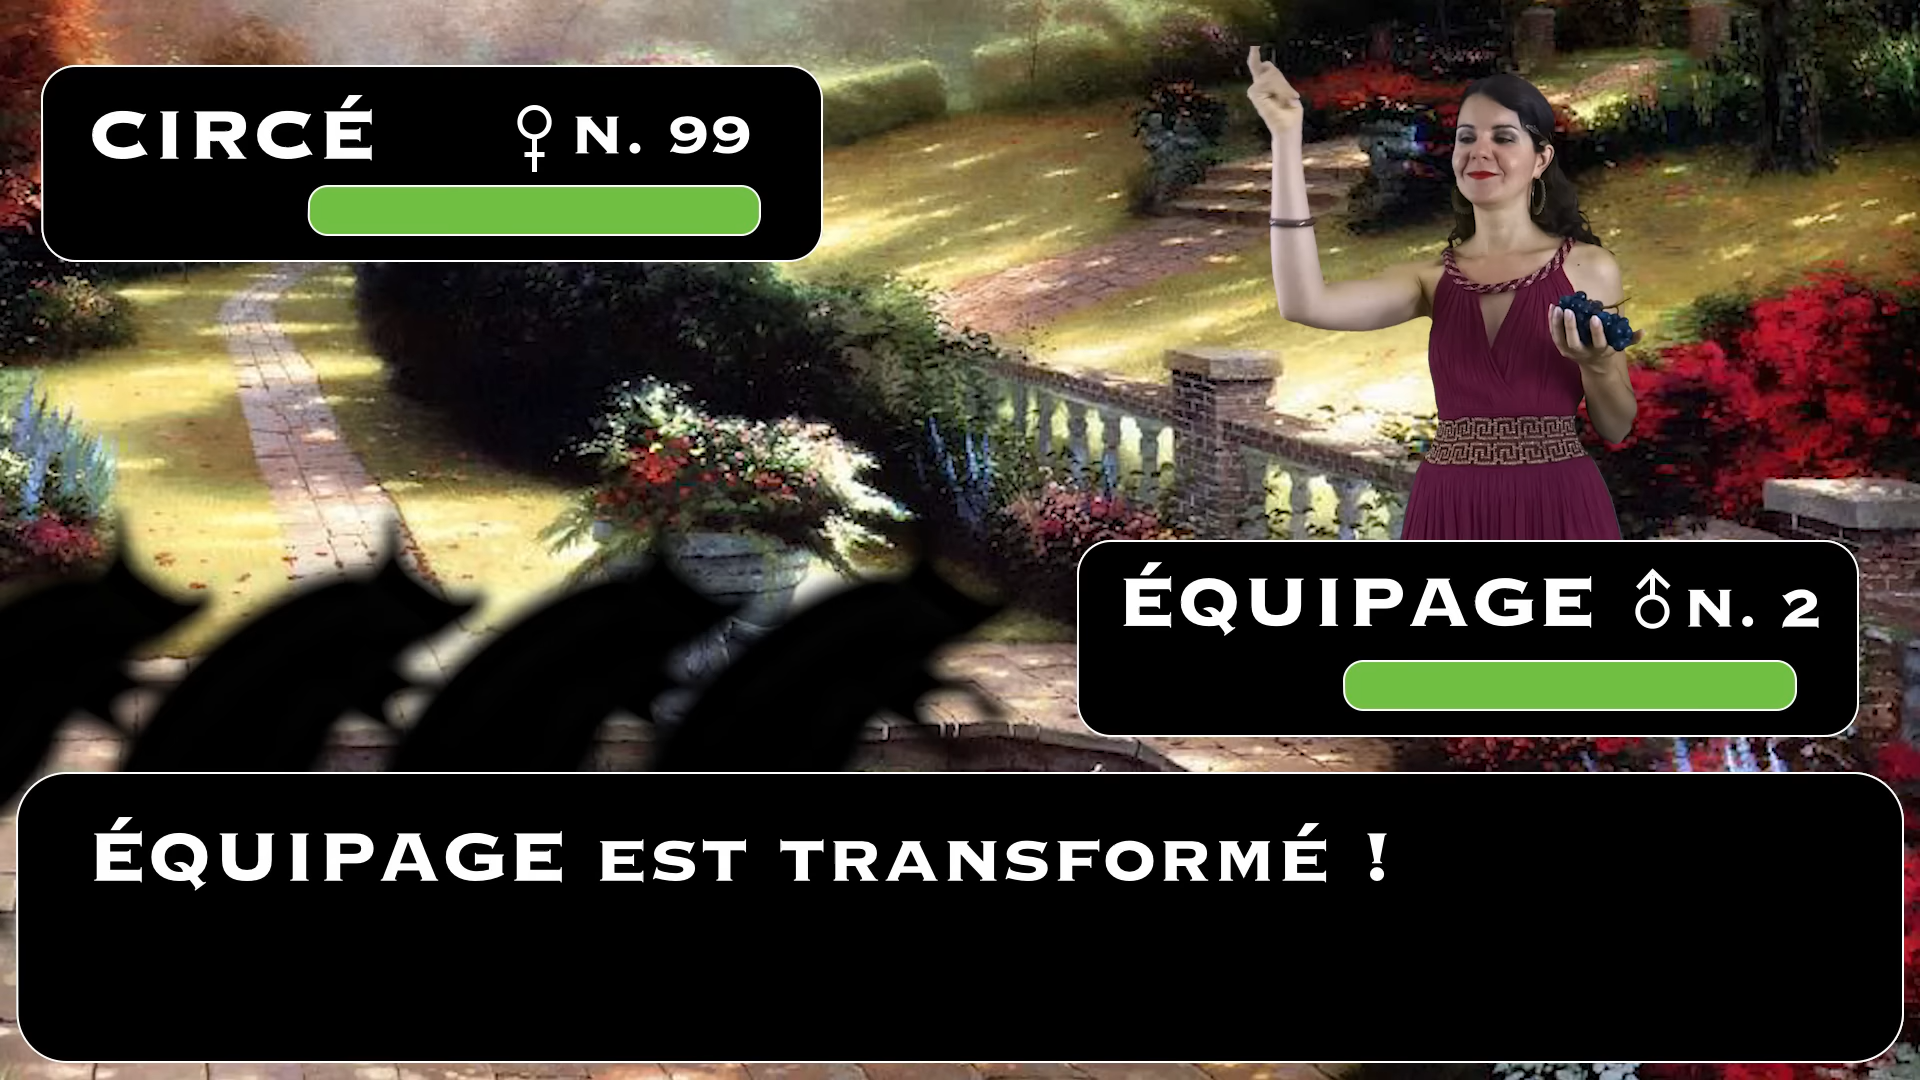 CIRCÉ ♀ N. 99
ÉQUIPAGE ♂ N. 2
ÉQUIPAGE EST TRANSFORMÉ !